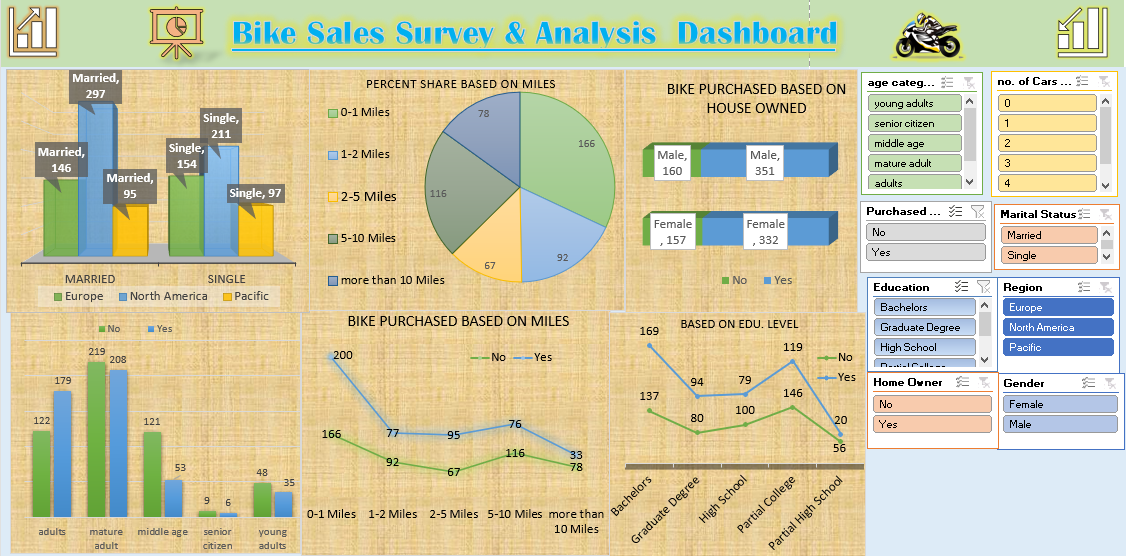 Bike Sales Survey & Analysis Dashboard
Married,
297
Married,
146
Married,
95
Single,
154
Single,
211
Single, 97
MARRIED
SINGLE
Europe
North America
Pacific
PERCENT SHARE BASED ON MILES
0-1 Miles
1-2 Miles
2-5 Miles
5-10 Miles
more than 10 Miles
166
92
67
116
78
BIKE PURCHASED BASED ON
HOUSE OWNED
Male,
160
Male,
351
Female
, 157
Female
, 332
No
Yes
age categ...
young adults
senior citizen
middle age
mature adult
adults
no. of Cars ...
0
1
2
3
4
Purchased ...
No
Yes
Marital Status
Married
Single
Education
Bachelors
Graduate Degree
High School
Partial College
Region
Europe
North America
Pacific
Home Owner
No
Yes
Gender
Female
Male
No
Yes
122
179
219
208
121
53
9
6
48
35
adults
mature
adult
middle age
senior
citizen
young
adults
BIKE PURCHASED BASED ON MILES
No
Yes
200
77
95
76
33
166
92
67
116
78
0-1 Miles
1-2 Miles
2-5 Miles
5-10 Miles
more than
10 Miles
BASED ON EDU. LEVEL
No
Yes
169
94
79
119
20
137
80
100
146
56
Bachelors
Graduate Degree
High School
Partial College
Partial High School